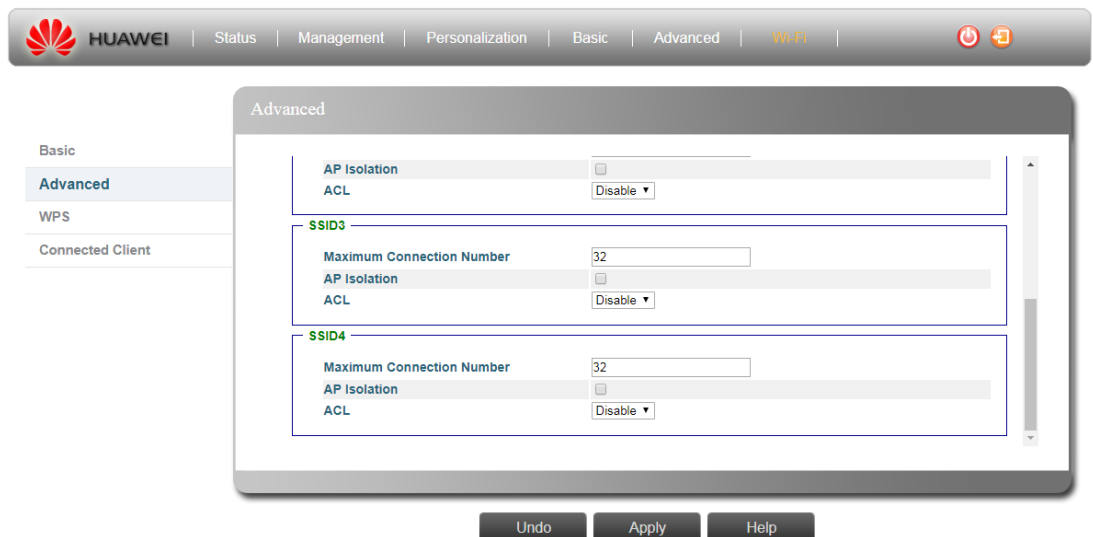 HUAWEI | Status | Management | Personalization | Basic | Advanced | Wi-Fi |
Advanced
Basic
Advanced
WPS
Connected Client
AP Isolation
ACL Disable
SSID3
Maximum Connection Number 32
AP Isolation
ACL Disable
SSID4
Maximum Connection Number 32
AP Isolation
ACL Disable
Undo Apply Help